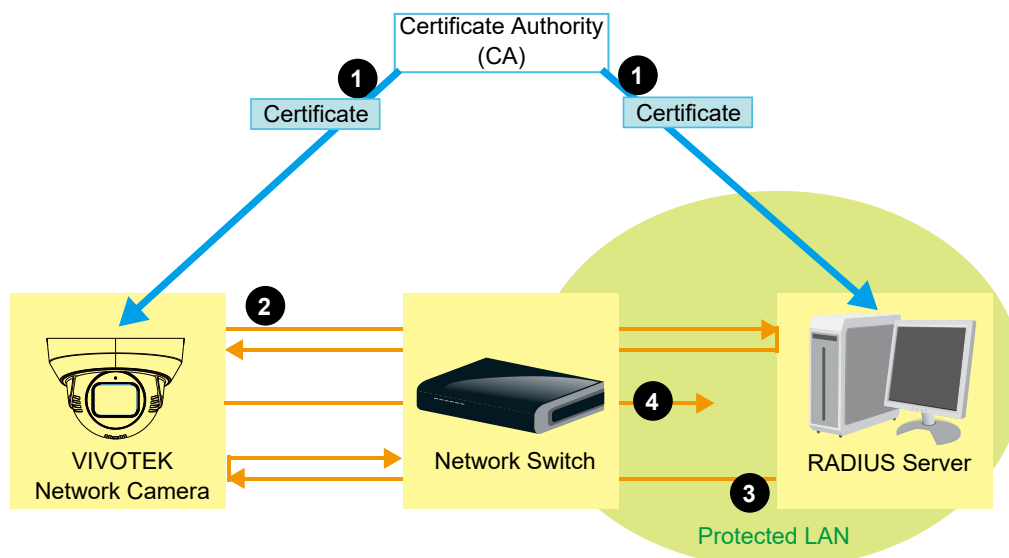 Certificate Authority
(CA)
1
1
Certificate
Certificate
2
4
VIVOTEK
Network Camera
Network Switch
RADIUS Server
3
Protected LAN